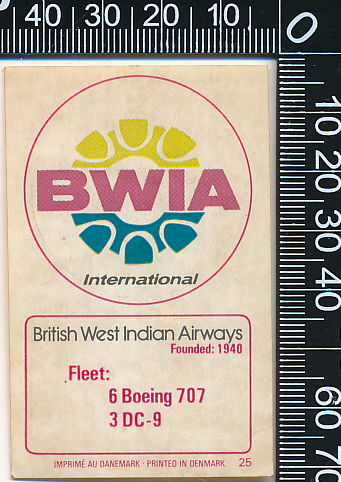 40 30 20 10 0
10 20 30 40 60 70
BWIA
International
British West Indian Airways
Founded: 1940
Fleet:
6 Boeing 707
3 DC-9
IMPRIMÉ AU DANEMARK · PRINTED IN DENMARK 25